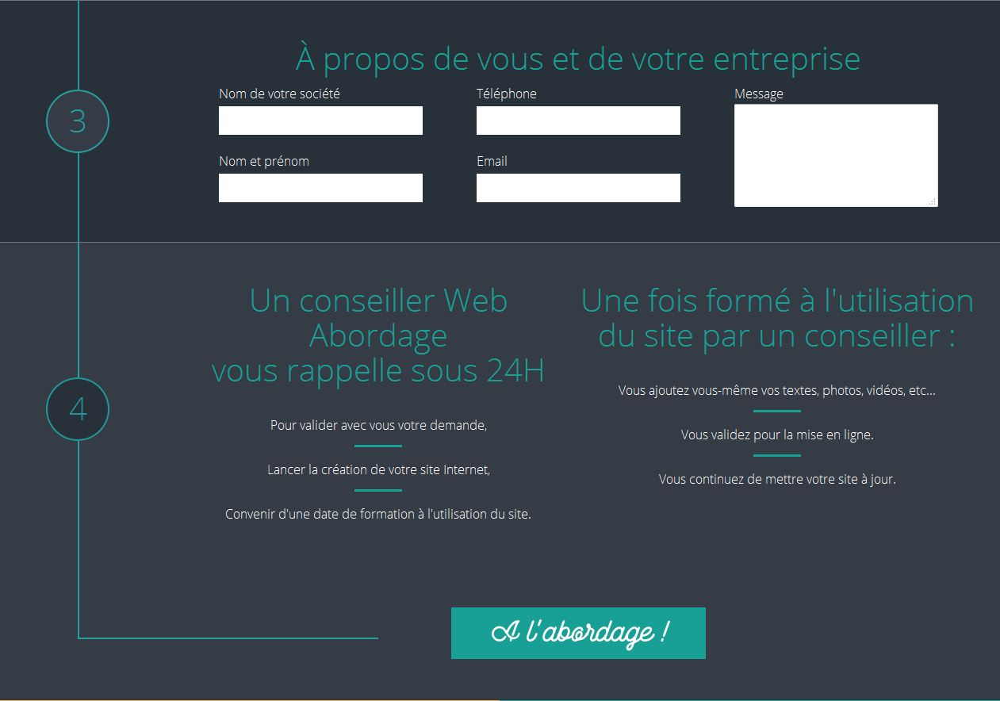 À propos de vous et de votre entreprise
3
Nom de votre société
Téléphone
Message
Nom et prénom
Email
4
Un conseiller Web
Abordage
vous rappelle sous 24H
Pour valider avec vous votre demande,
Lancer la création de votre site Internet,
Convenir d'une date de formation à l'utilisation du site.
Une fois formé à l'utilisation
du site par un conseiller :
Vous ajoutez vous-même vos textes, photos, vidéos, etc...
Vous validez pour la mise en ligne.
Vous continuez de mettre votre site à jour.
A l'abordage !